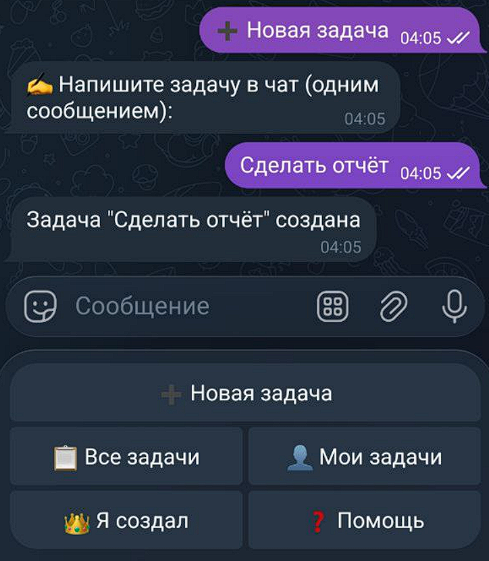 ➕ Новая задача 04:05
✍️ Напишите задачу в чат (одним
сообщением):
04:05
Сделать отчёт 04:05
Задача "Сделать отчёт" создана
04:05
Сообщение
➕ Новая задача
📋 Все задачи
👤 Мои задачи
👑 Я создал
❓ Помощь